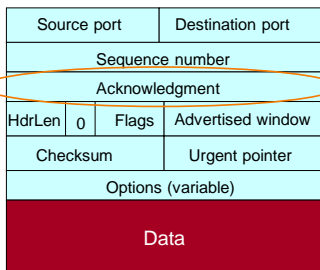 Source port Destination port
Sequence number
Acknowledgment
HdrLen 0 Flags Advertised window
Checksum Urgent pointer
Options (variable)
Data